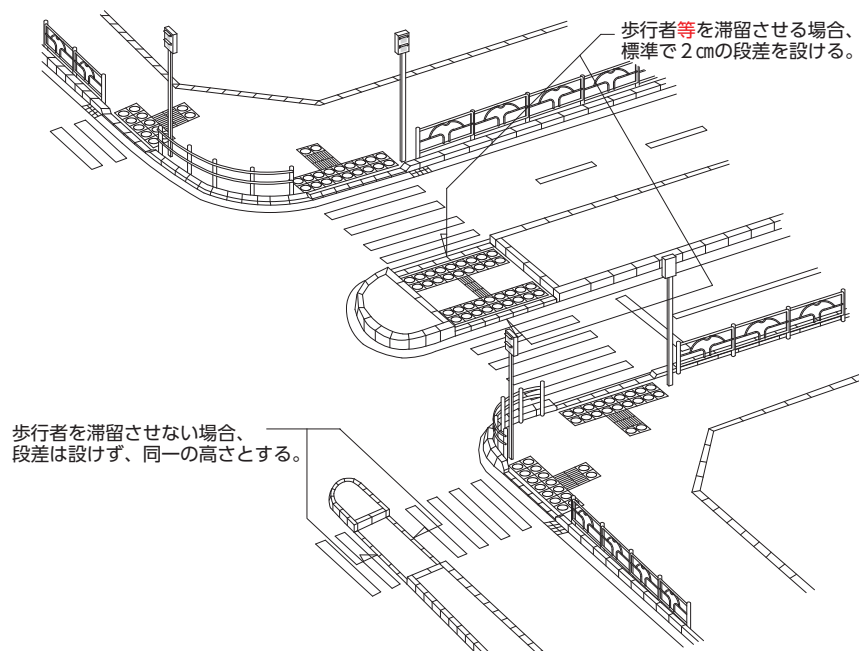 歩行者等を滞留させる場合、
標準で2㎝の段差を設ける。
歩行者を滞留させない場合、
段差は設けず、同一の高さとする。